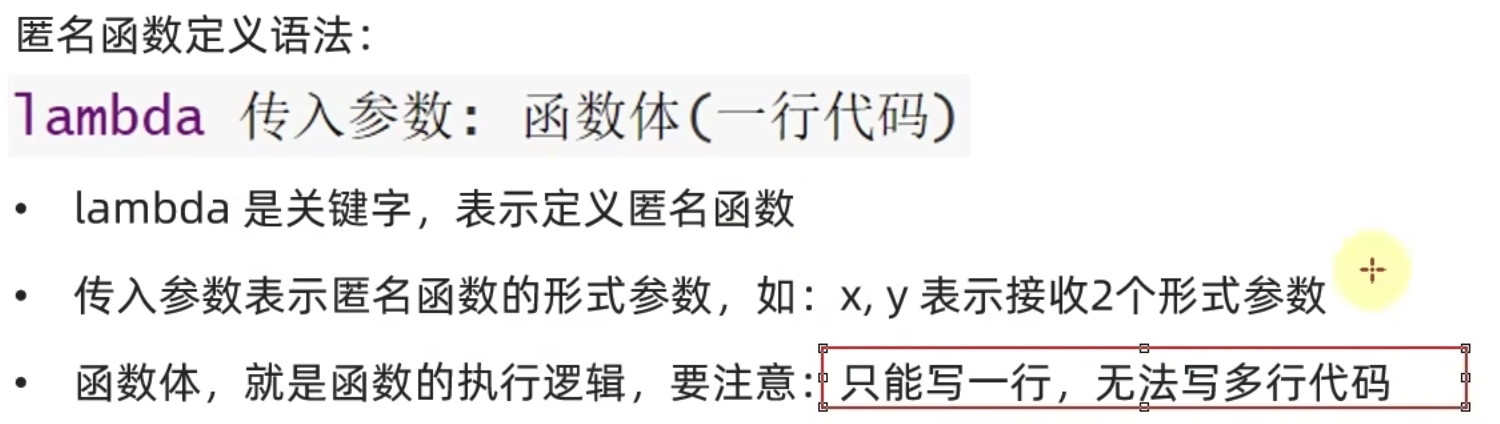 匿名函数定义语法：
lambda 传入参数: 函数体(一行代码)
• lambda 是关键字，表示定义匿名函数
• 传入参数表示匿名函数的形式参数，如：x, y 表示接收2个形式参数
• 函数体，就是函数的执行逻辑，要注意：只能写一行，无法写多行代码